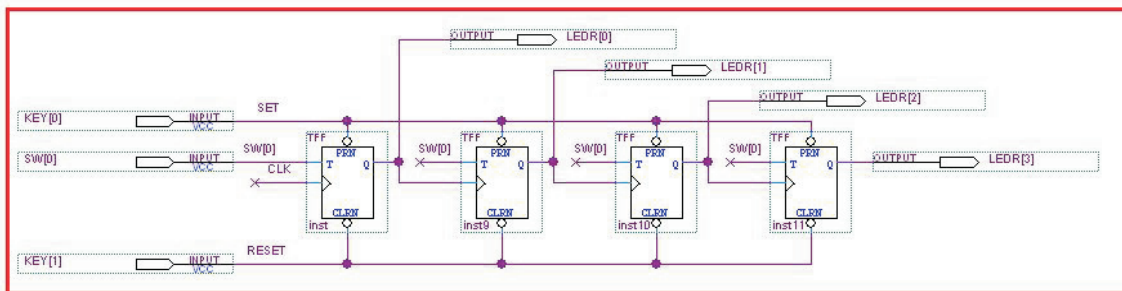 OUTPUT LEDR[0]
OUTPUT LEDR[1]
OUTPUT LEDR[2]
KEY[0] INPUT VCC SET
TFF TFF TFF TFF
PRN PRN PRN PRN
SW[0] INPUT VCC SW[0] T Q SW[0] T Q SW[0] T Q SW[0] T Q OUTPUT LEDR[3]
CLK
CLRN CLRN CLRN CLRN
inst inst9 inst10 inst11
KEY[1] INPUT VCC RESET